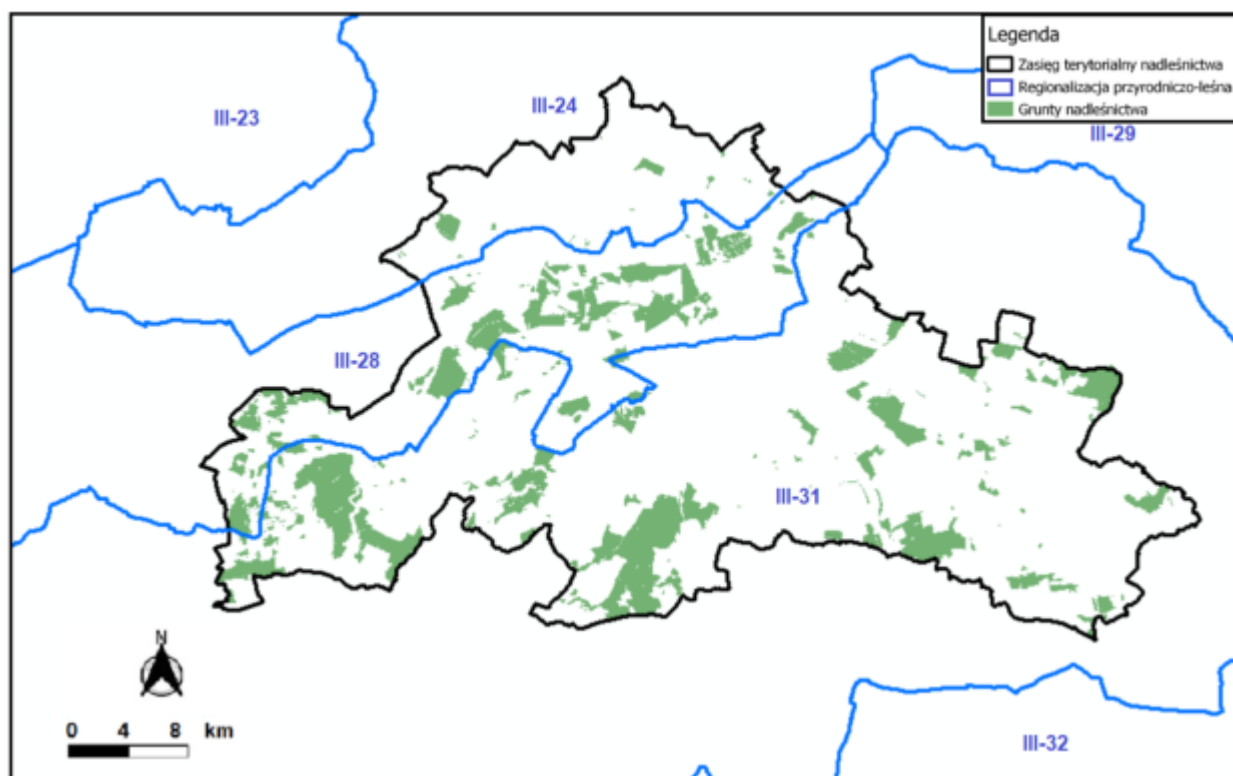 Legenda
Zasięg terytorialny nadleśnictwa
Regionalizacja przyrodniczo-leśna
Grunty nadleśnictwa
III-23
III-24
III-29
III-28
III-31
III-32
N
0 4 8 km